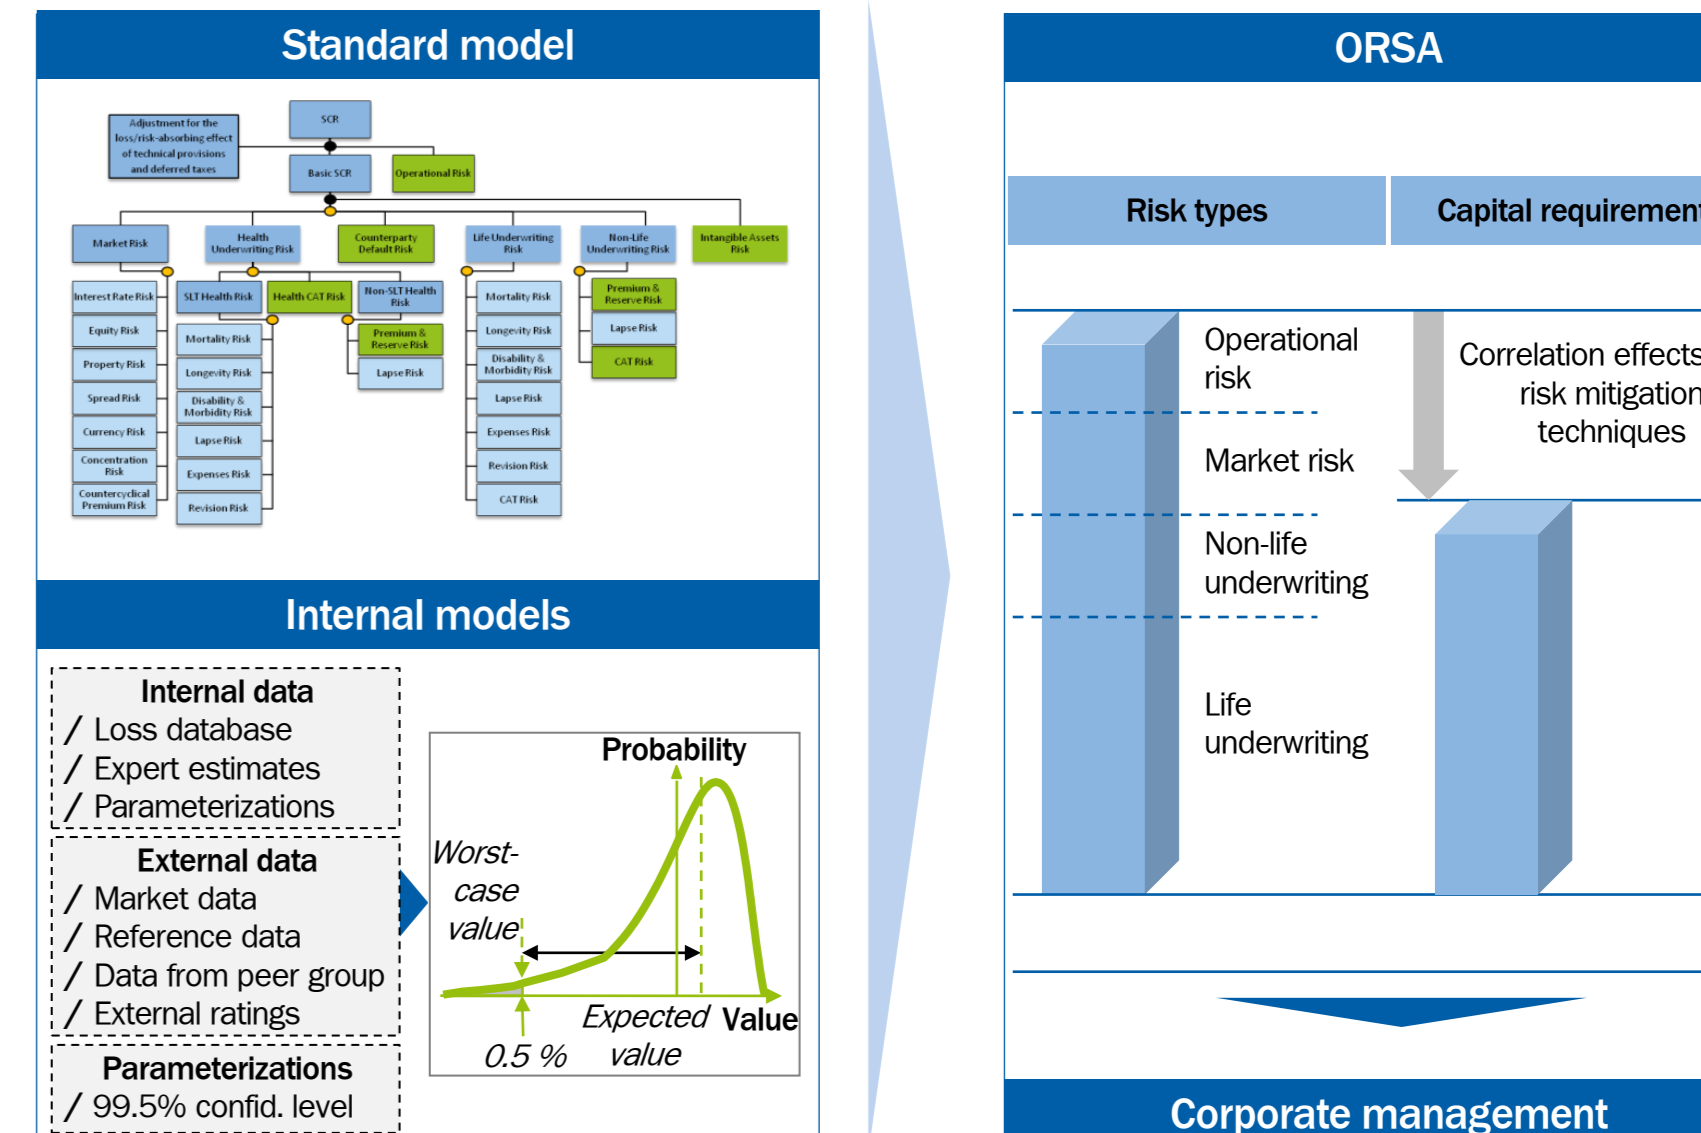 Standard model
Adjustment for the
loss/risk-absorbing effect
of technical provisions
and deferred taxes
SCR
Basic SCR
Operational Risk
Market Risk
Health
Underwriting Risk
Counterparty
Default Risk
Life Underwriting
Risk
Non-Life
Underwriting Risk
Intangible Assets
Risk
Interest Rate Risk
Equity Risk
Property Risk
Spread Risk
Currency Risk
Concentration
Risk
Countercyclical
Premium Risk
SLT Health Risk
Health CAT Risk
Non-SLT Health
Risk
Mortality Risk
Longevity Risk
Disability &
Morbidity Risk
Lapse Risk
Expenses Risk
Revision Risk
Premium &
Reserve Risk
Lapse Risk
Mortality Risk
Longevity Risk
Disability &
Morbidity Risk
Lapse Risk
Expenses Risk
Revision Risk
CAT Risk
Premium &
Reserve Risk
Lapse Risk
CAT Risk
Internal models
Internal data
/ Loss database
/ Expert estimates
/ Parameterizations
External data
/ Market data
/ Reference data
/ Data from peer group
/ External ratings
Parameterizations
/ 99.5% confid. level
Probability
Worst-
case
value
0.5 %
Expected
value
Value
ORSA
Risk types
Capital requirement
Operational
risk
Market risk
Non-life
underwriting
Life
underwriting
Correlation effects
risk mitigation
techniques
Corporate management